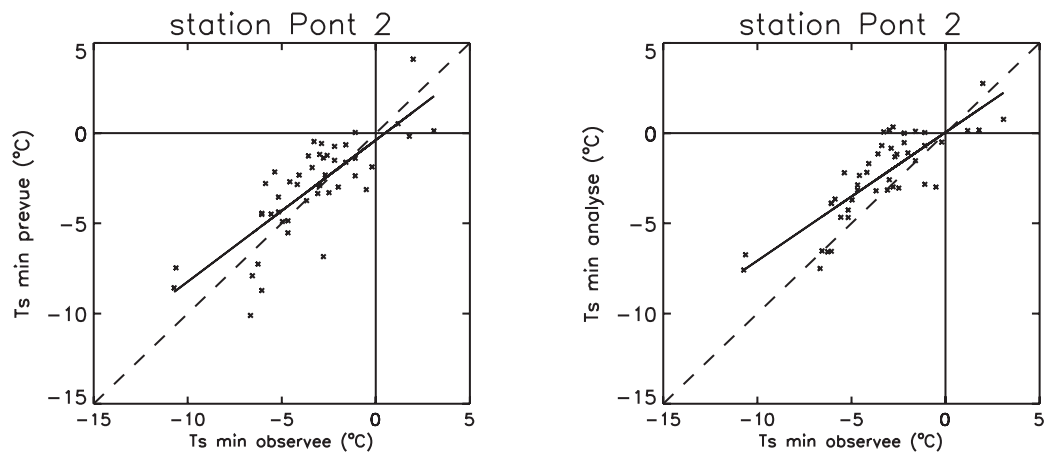 station Pont 2
5
0
−5
−10
−15
−15 −10 −5 0 5
Ts min prevue (°C)
Ts min observee (°C)
station Pont 2
5
0
−5
−10
−15
−15 −10 −5 0 5
Ts min analyse (°C)
Ts min observee (°C)